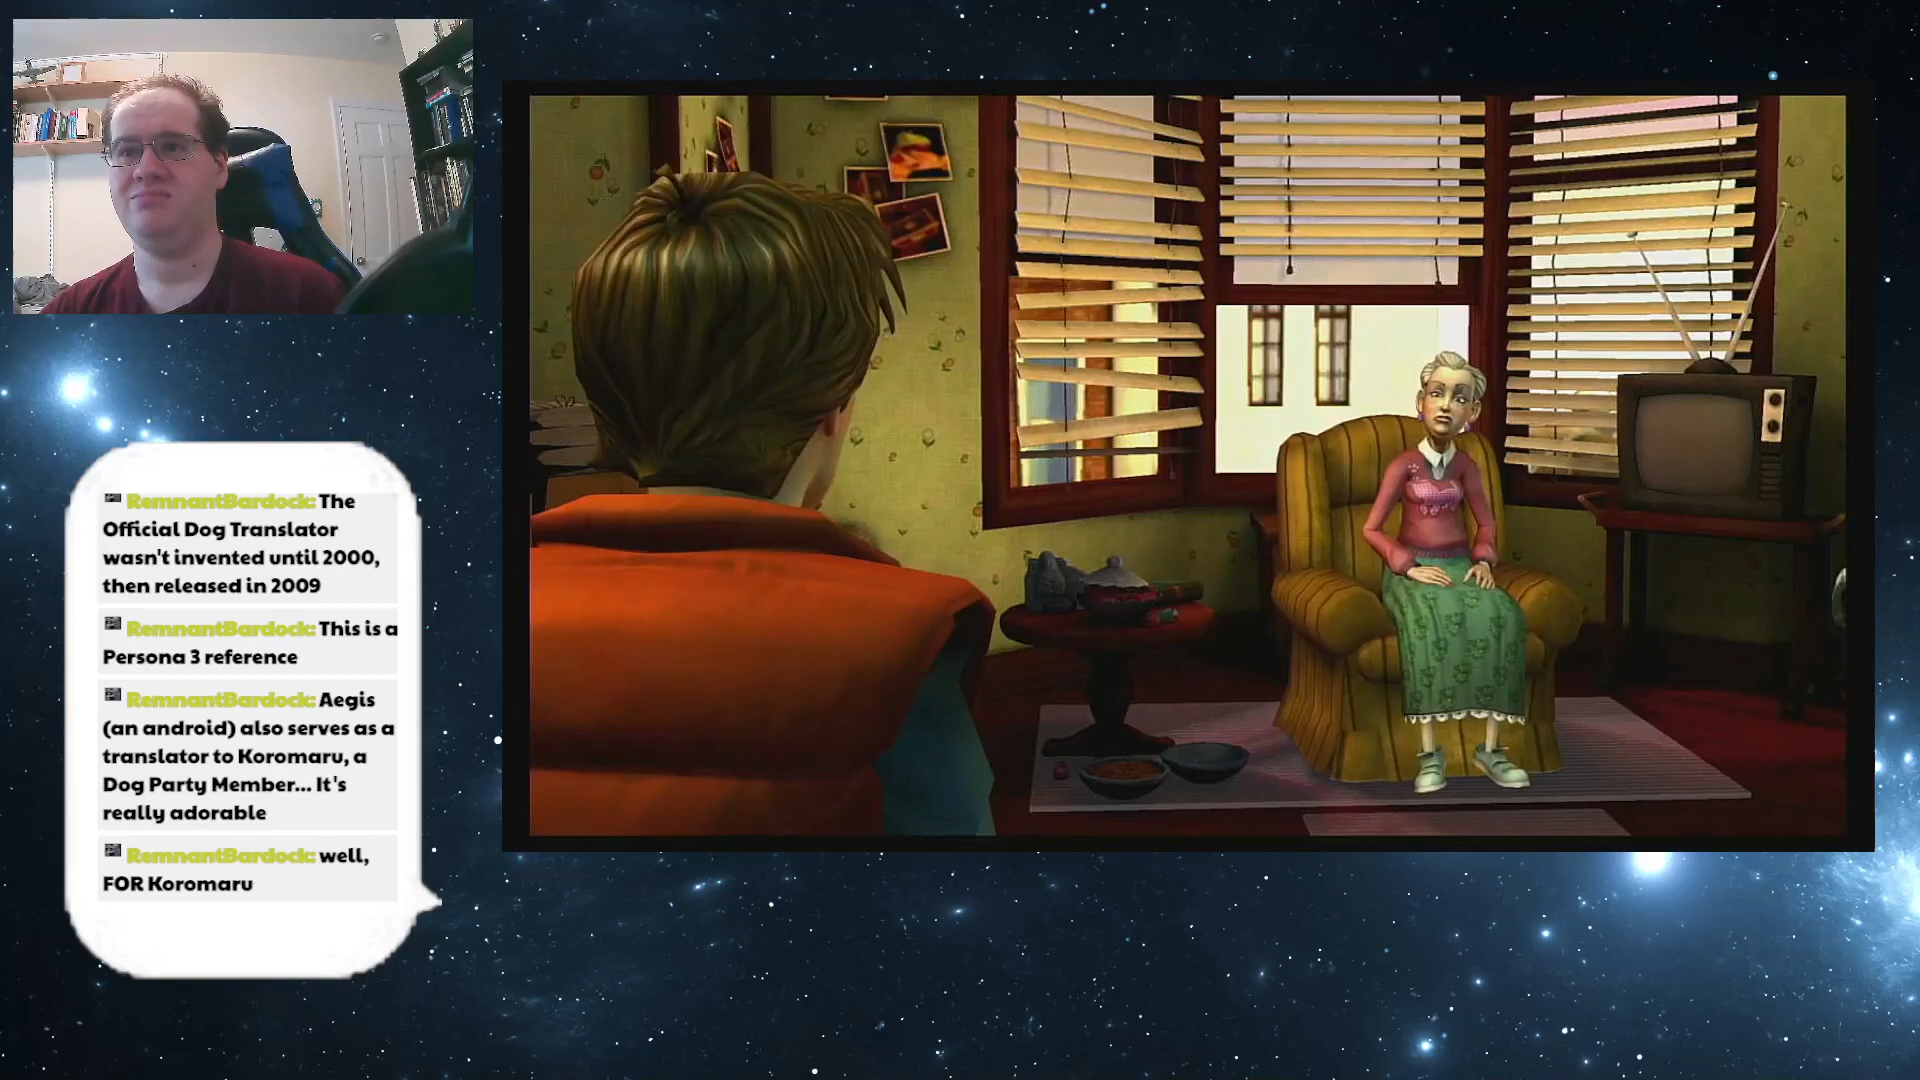 RemnantBardock: The
Official Dog Translator
wasn't invented until 2000,
then released in 2009
RemnantBardock: This is a
Persona 3 reference
RemnantBardock: Aegis
(an android) also serves as a
translator to Koromaru, a
Dog Party Member... It's
really adorable
RemnantBardock: well,
FOR Koromaru